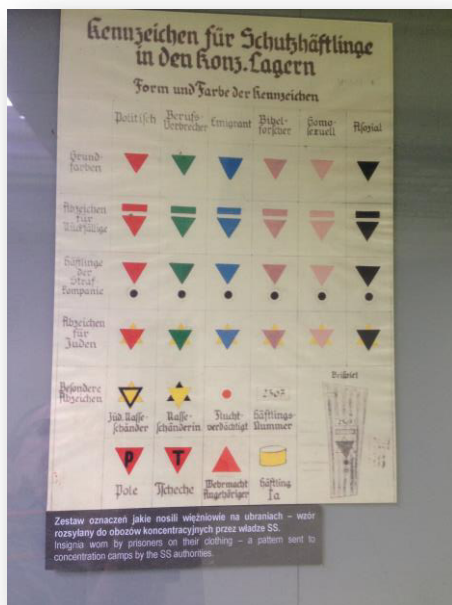 Kennzeichen für Schutzhäftlinge
in den Konz. Lagern
Form und Farbe der Kennzeichen
Politisch
Berufs-
Verbrecher
Emigrant
Bibel-
forscher
Homo-
sexuell
Asozial
Grund-
farben
Abzeichen
für
Rückfällige
Häftlinge
der
Straf
kompanie
Abzeichen
für
Juden
Besondere
Abzeichen
2307
Beispiel
Jüd. Rasse-
schänder
Rasse-
schänderin
Flucht-
verdächtigt
Häftlings-
Nummer
P
T
Pole
Tscheche
Wehrmacht
Angehöriger
Häftling
Ia
Zestaw oznaczeń jakie nosili więźniowie na ubraniach – wzór
rozsyłany do obozów koncentracyjnych przez władze SS.
Insignia worn by prisoners on their clothing – a pattern sent to
concentration camps by the SS authorities.